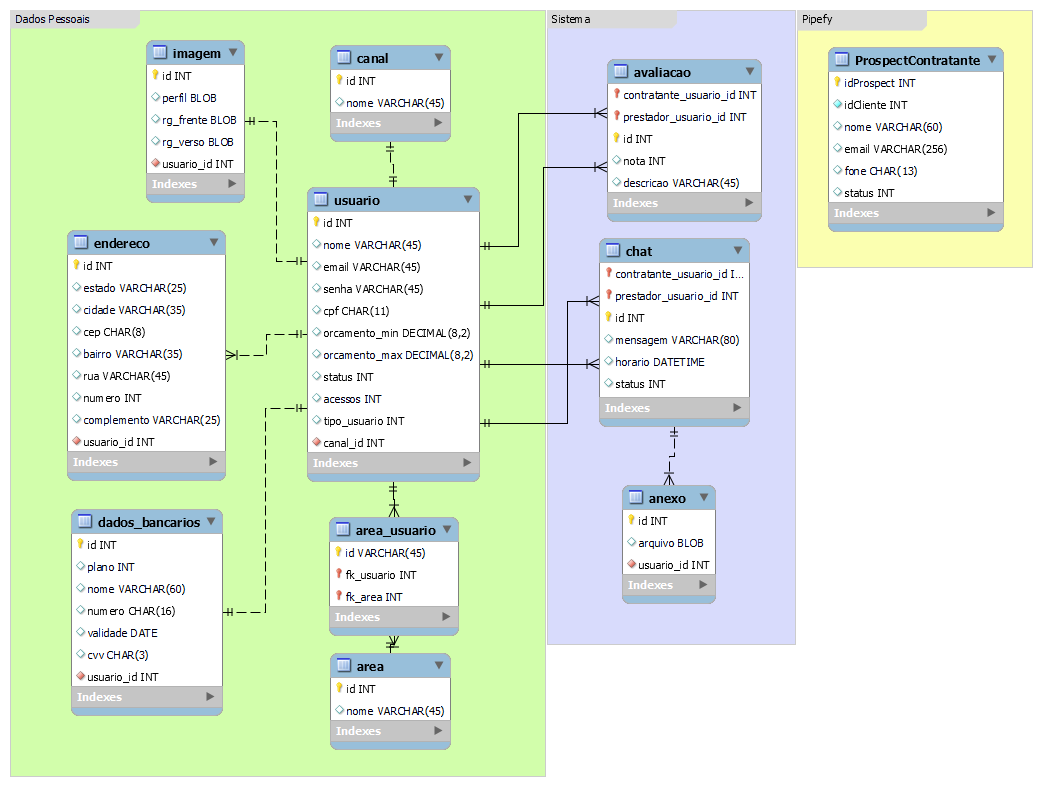 Dados Pessoais
imagem
id INT
perfil BLOB
rg_frente BLOB
rg_verso BLOB
usuario_id INT
Indexes
canal
id INT
nome VARCHAR(45)
Indexes
endereco
id INT
estado VARCHAR(25)
cidade VARCHAR(35)
cep CHAR(8)
bairro VARCHAR(35)
rua VARCHAR(45)
numero INT
complemento VARCHAR(25)
usuario_id INT
Indexes
usuario
id INT
nome VARCHAR(45)
email VARCHAR(45)
senha VARCHAR(45)
cpf CHAR(11)
orcamento_min DECIMAL(8,2)
orcamento_max DECIMAL(8,2)
status INT
acessos INT
tipo_usuario INT
canal_id INT
Indexes
dados_bancarios
id INT
plano INT
nome VARCHAR(60)
numero CHAR(16)
validade DATE
cvv CHAR(3)
usuario_id INT
Indexes
area_usuario
id VARCHAR(45)
fk_usuario INT
fk_area INT
Indexes
area
id INT
nome VARCHAR(45)
Indexes
Sistema
avaliacao
contratante_usuario_id INT
prestador_usuario_id INT
id INT
nota INT
descricao VARCHAR(45)
Indexes
chat
contratante_usuario_id I...
prestador_usuario_id INT
id INT
mensagem VARCHAR(80)
horario DATETIME
status INT
Indexes
anexo
id INT
arquivo BLOB
usuario_id INT
Indexes
Pipefy
ProspectContratante
idProspect INT
idCliente INT
nome VARCHAR(60)
email VARCHAR(256)
fone CHAR(13)
status INT
Indexes